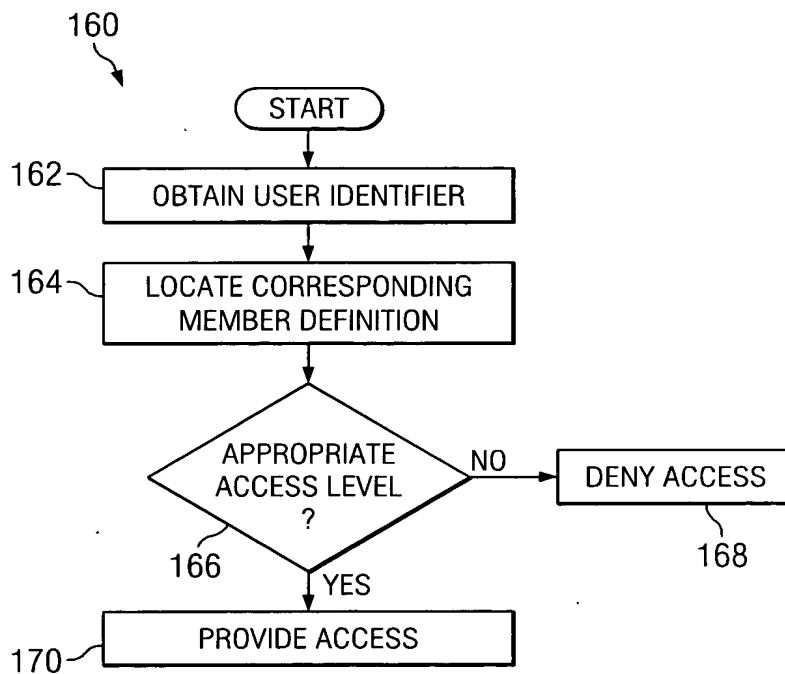 160
START
162
OBTAIN USER IDENTIFIER
164
LOCATE CORRESPONDING
MEMBER DEFINITION
APPROPRIATE
ACCESS LEVEL
?
NO
DENY ACCESS
166
168
YES
PROVIDE ACCESS
170